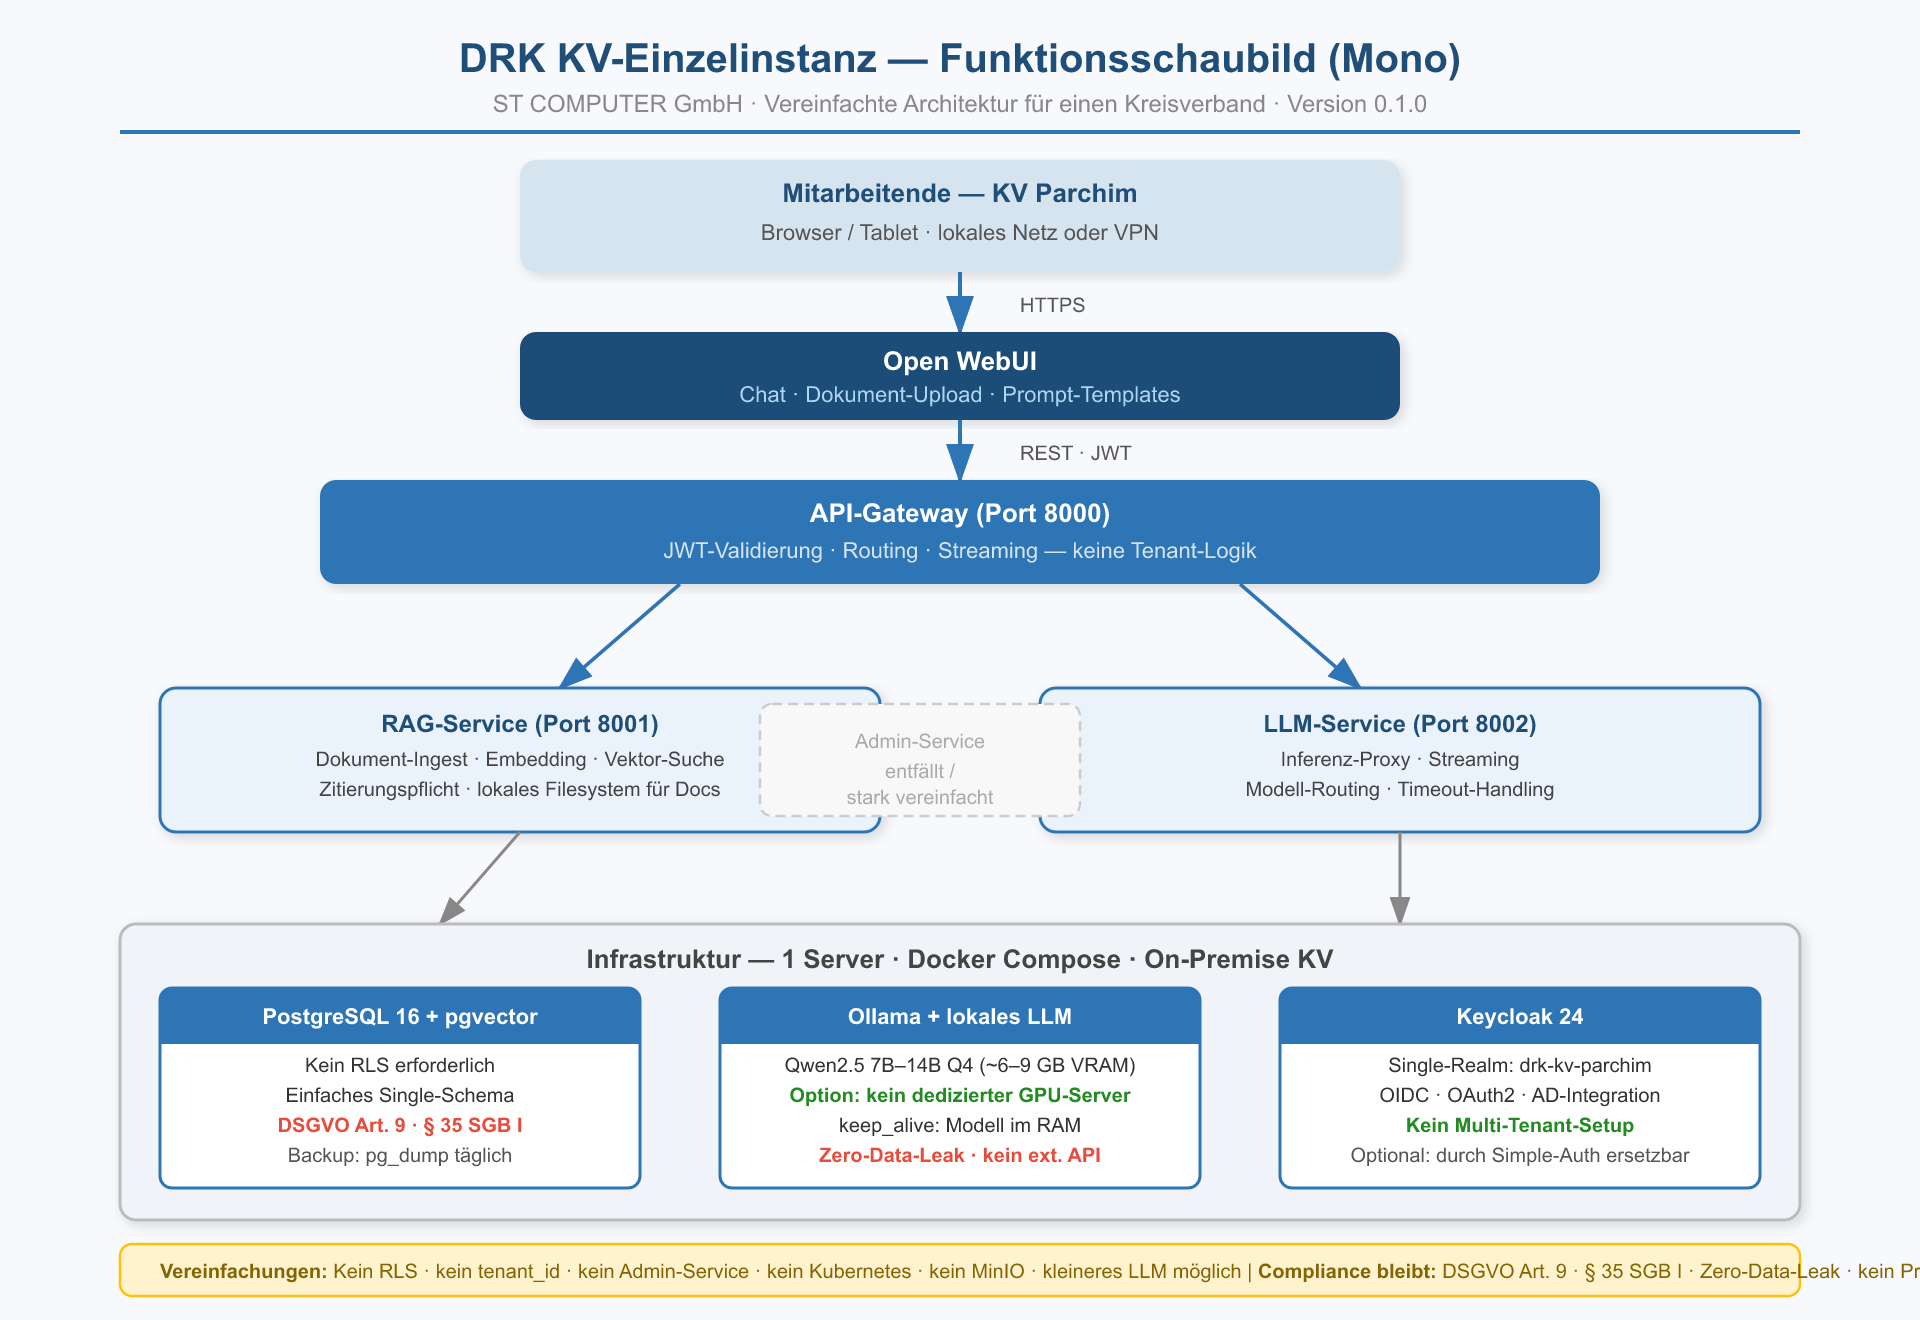 DRK KV-Einzelinstanz — Funktionsschaubild (Mono)
ST COMPUTER GmbH · Vereinfachte Architektur für einen Kreisverband · Version 0.1.0
Mitarbeitende — KV Parchim
Browser / Tablet · lokales Netz oder VPN
HTTPS
Open WebUI
Chat · Dokument-Upload · Prompt-Templates
REST · JWT
API-Gateway (Port 8000)
JWT-Validierung · Routing · Streaming — keine Tenant-Logik
RAG-Service (Port 8001)
Dokument-Ingest · Embedding · Vektor-Suche
Zitierungspflicht · lokales Filesystem für Docs
Admin-Service
entfällt /
stark vereinfacht
LLM-Service (Port 8002)
Inferenz-Proxy · Streaming
Modell-Routing · Timeout-Handling
Infrastruktur — 1 Server · Docker Compose · On-Premise KV
PostgreSQL 16 + pgvector
Kein RLS erforderlich
Einfaches Single-Schema
DSGVO Art. 9 · § 35 SGB I
Backup: pg_dump täglich
Ollama + lokales LLM
Qwen2.5 7B–14B Q4 (~6–9 GB VRAM)
Option: kein dedizierter GPU-Server
keep_alive: Modell im RAM
Zero-Data-Leak · kein ext. API
Keycloak 24
Single-Realm: drk-kv-parchim
OIDC · OAuth2 · AD-Integration
Kein Multi-Tenant-Setup
Optional: durch Simple-Auth ersetzbar
Vereinfachungen: Kein RLS · kein tenant_id · kein Admin-Service · kein Kubernetes · kein MinIO · kleineres LLM möglich | Compliance bleibt: DSGVO Art. 9 · § 35 SGB I · Zero-Data-Leak · kein